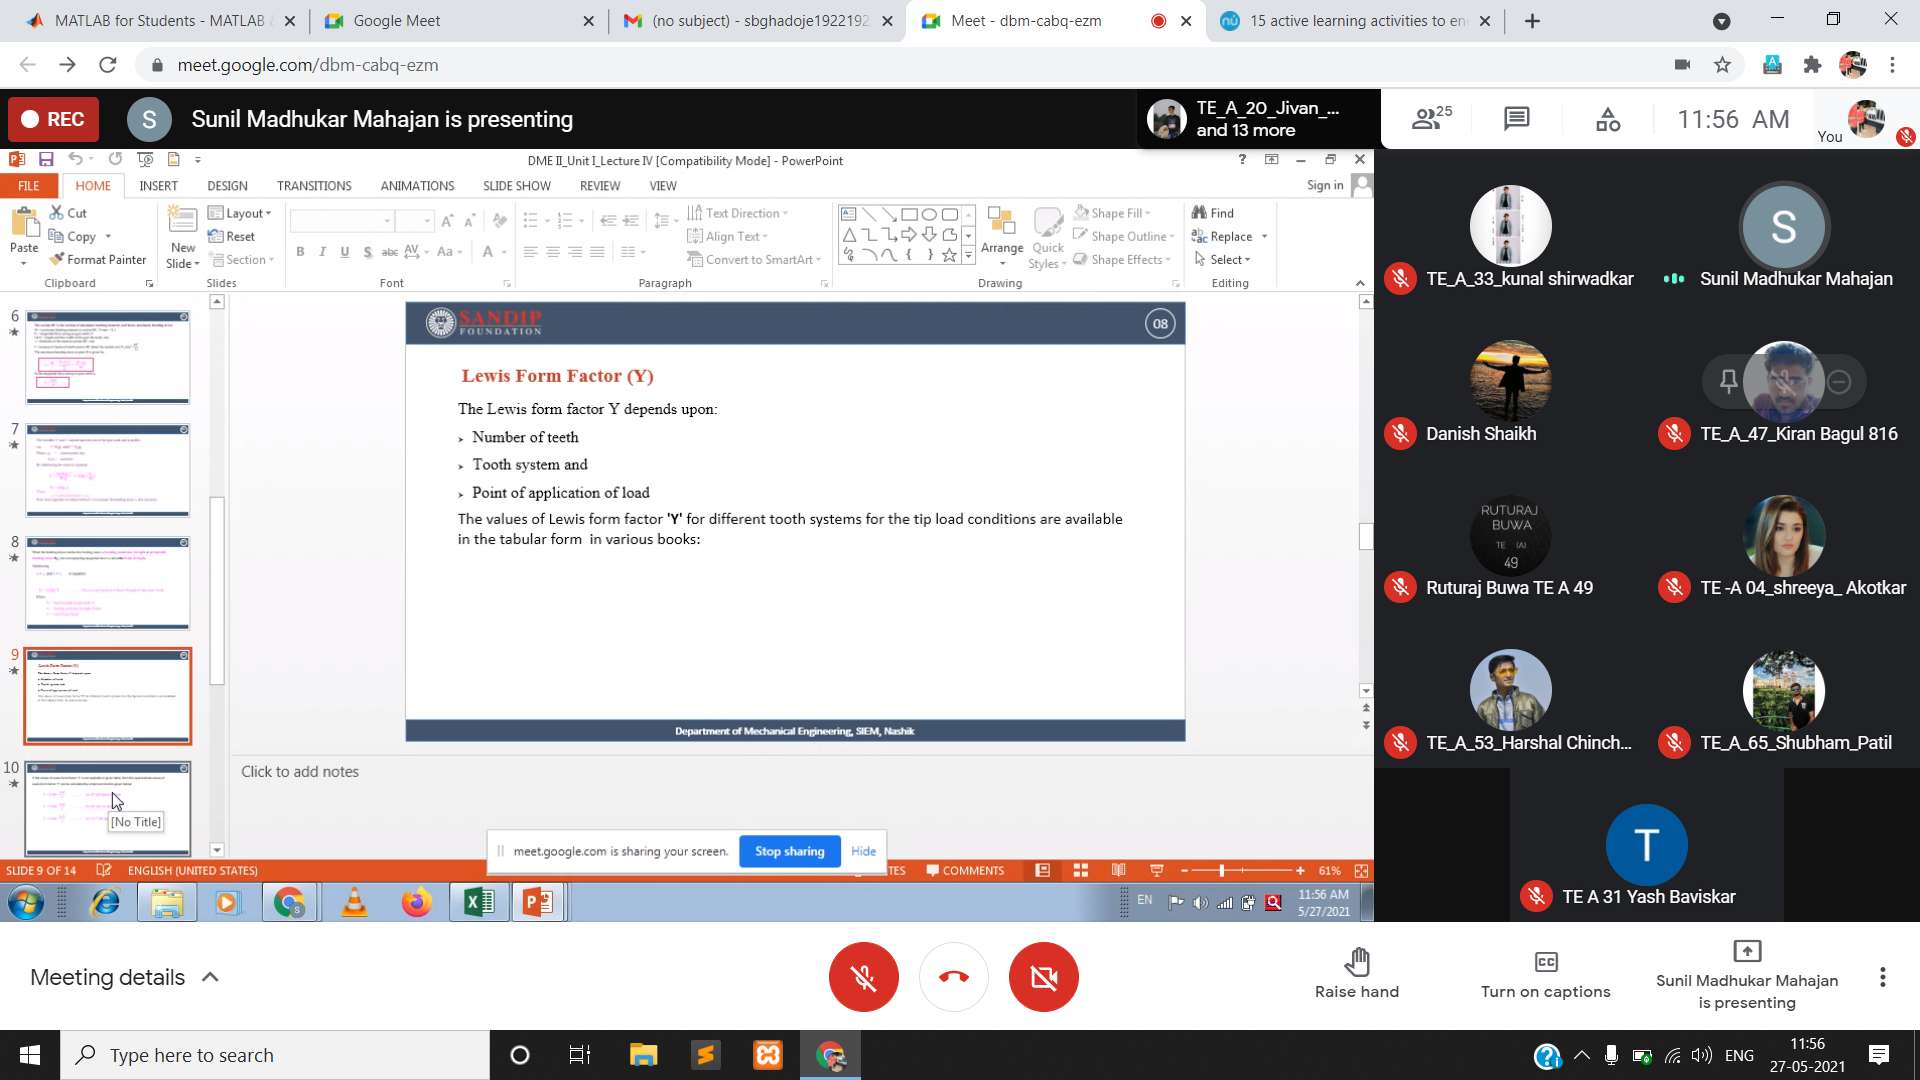 MATLAB for Students - MATLAB &
Google Meet
(no subject) - sbghadoje1922192
Meet - dbm-cabq-ezm
15 active learning activities to en
meet.google.com/dbm-cabq-ezm
REC
S
Sunil Madhukar Mahajan is presenting
TE_A_20_Jivan_...
and 13 more
25
11:56 AM
You
DME II_Unit I_Lecture IV [Compatibility Mode] - PowerPoint
FILE
HOME
INSERT
DESIGN
TRANSITIONS
ANIMATIONS
SLIDE SHOW
REVIEW
VIEW
Sign in
Paste
Cut
Copy
Format Painter
Clipboard
New
Slide
Layout
Reset
Section
Slides
Font
Text Direction
Align Text
Convert to SmartArt
Paragraph
Arrange
Quick
Styles
Shape Fill
Shape Outline
Shape Effects
Drawing
Find
Replace
Select
Editing
6
7
8
9
10
[No Title]
SANDIP
FOUNDATION
08
Lewis Form Factor (Y)
The Lewis form factor Y depends upon:
Number of teeth
Tooth system and
Point of application of load
The values of Lewis form factor 'Y' for different tooth systems for the tip load conditions are available
in the tabular form in various books:
Department of Mechanical Engineering, SIEM, Nashik
Click to add notes
meet.google.com is sharing your screen.
Stop sharing
Hide
SLIDE 9 OF 14
ENGLISH (UNITED STATES)
COMMENTS
61%
EN
11:56 AM
5/27/2021
TE_A_33_kunal shirwadkar
S
Sunil Madhukar Mahajan
Danish Shaikh
TE_A_47_Kiran Bagul 816
RUTURAJ
BUWA
TE (A)
49
Ruturaj Buwa TE A 49
TE -A 04_shreeya_ Akotkar
TE_A_53_Harshal Chinch...
TE_A_65_Shubham_Patil
T
TE A 31 Yash Baviskar
Meeting details
Raise hand
Turn on captions
Sunil Madhukar Mahajan
is presenting
Type here to search
ENG
11:56
27-05-2021